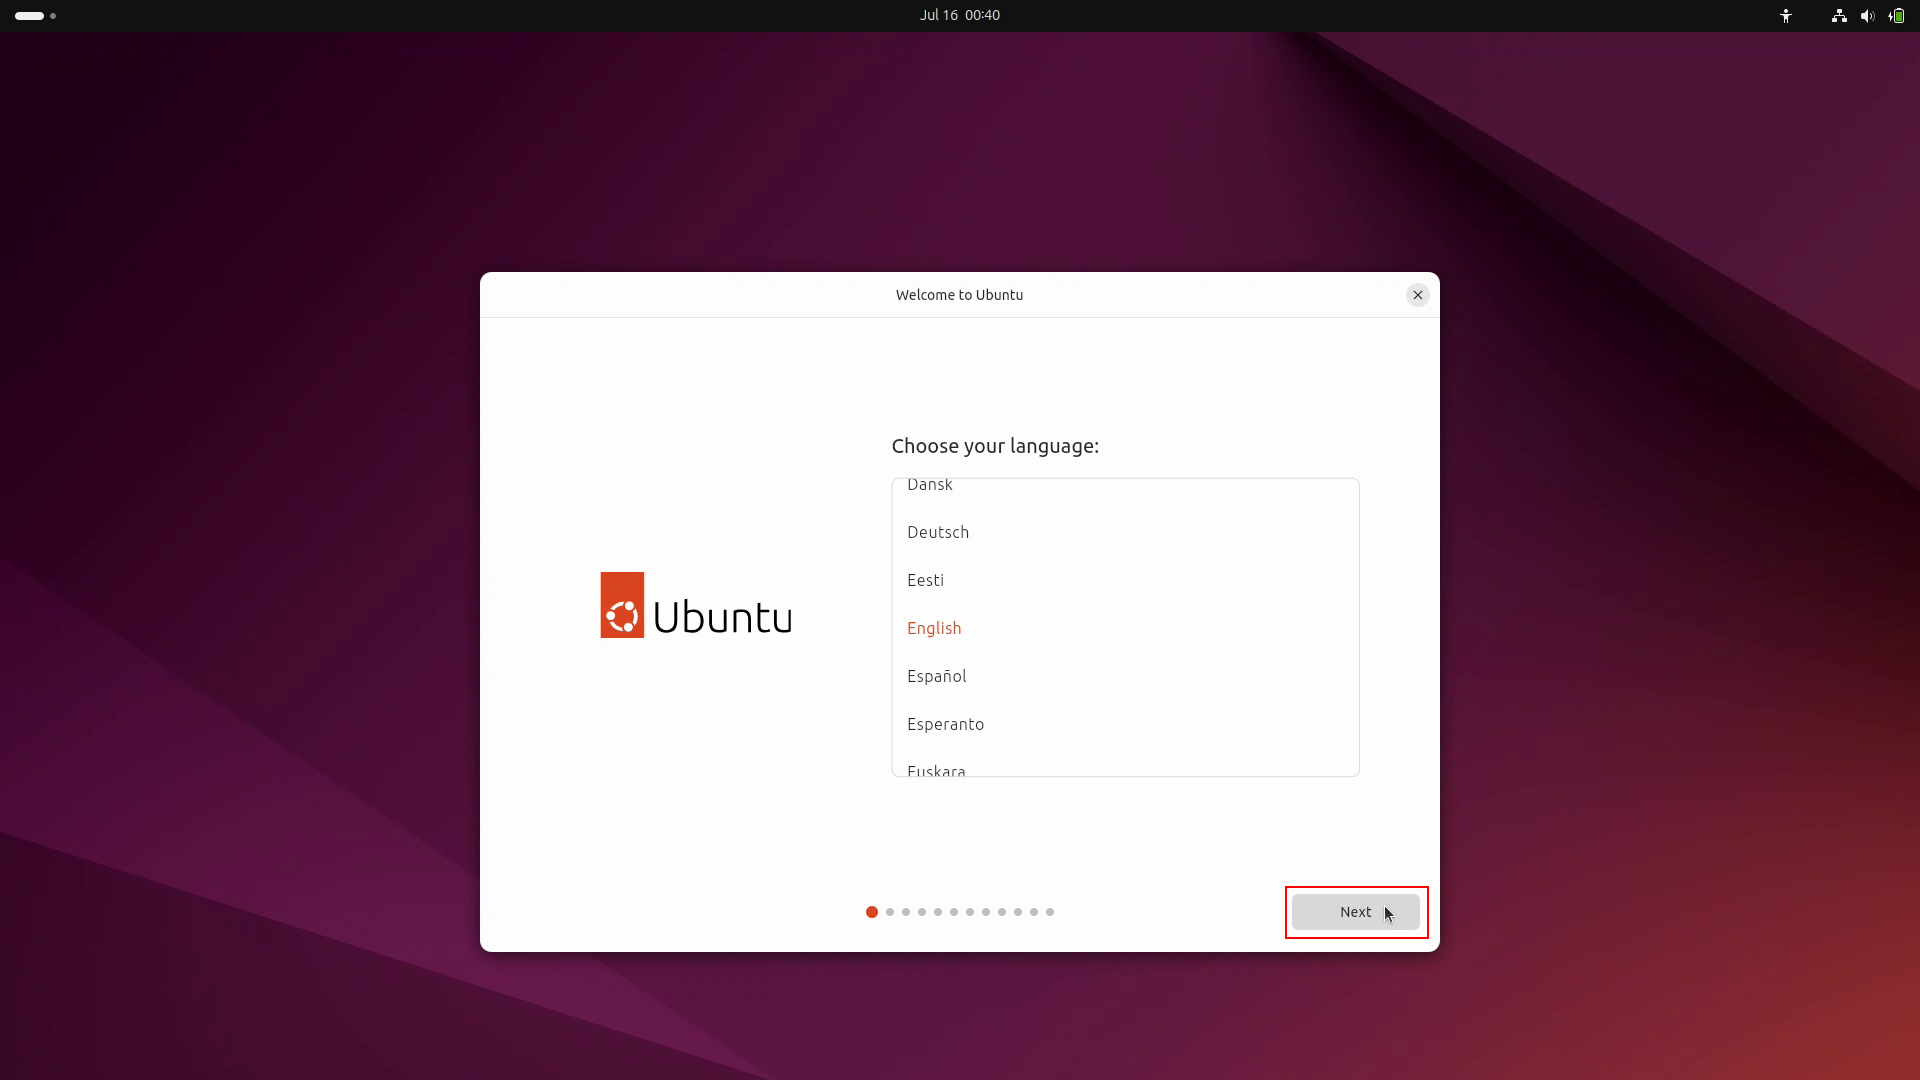 Jul 16 00:40
Welcome to Ubuntu
Choose your language:
Dansk
Deutsch
Eesti
English
Español
Esperanto
Euskara
Ubuntu
Next